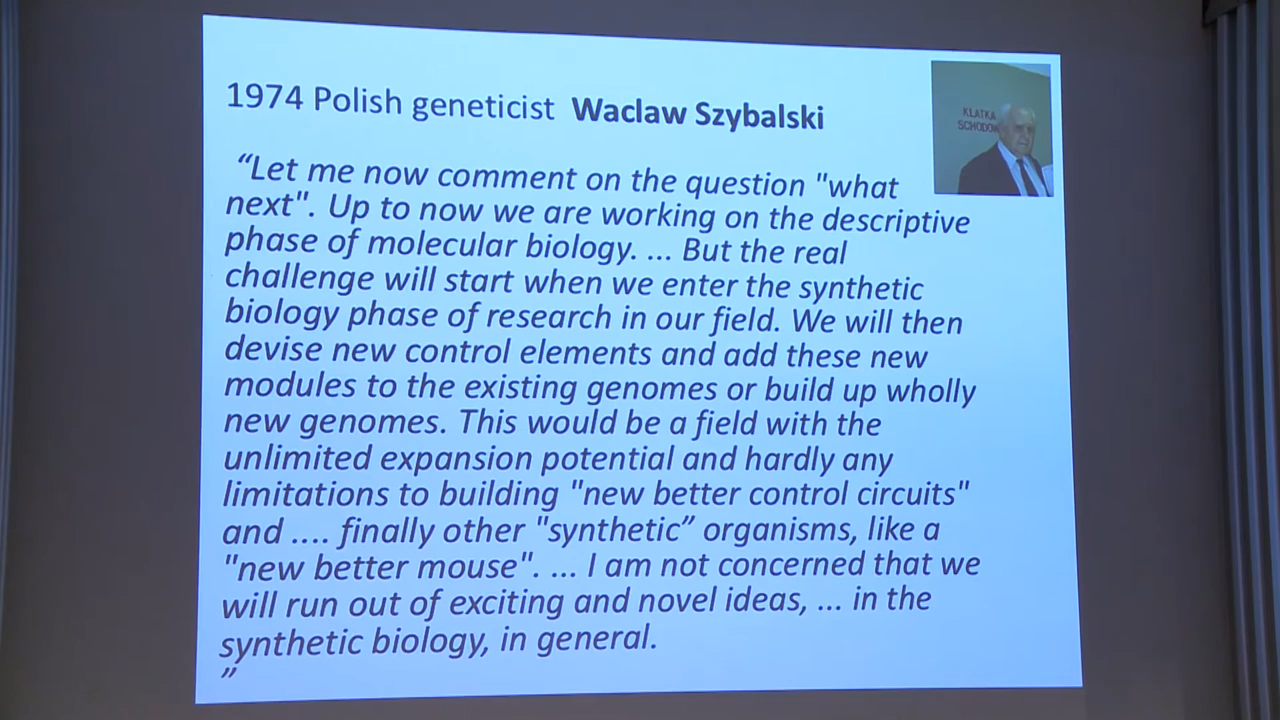 1974 Polish geneticist Waclaw Szybalski
KLATKA
“Let me now comment on the question "what
next". Up to now we are working on the descriptive
phase of molecular biology. ... But the real
challenge will start when we enter the synthetic
biology phase of research in our field. We will then
devise new control elements and add these new
modules to the existing genomes or build up wholly
new genomes. This would be a field with the
unlimited expansion potential and hardly any
limitations to building "new better control circuits"
and .... finally other "synthetic” organisms, like a
"new better mouse". ... I am not concerned that we
will run out of exciting and novel ideas, ... in the
synthetic biology, in general.
”